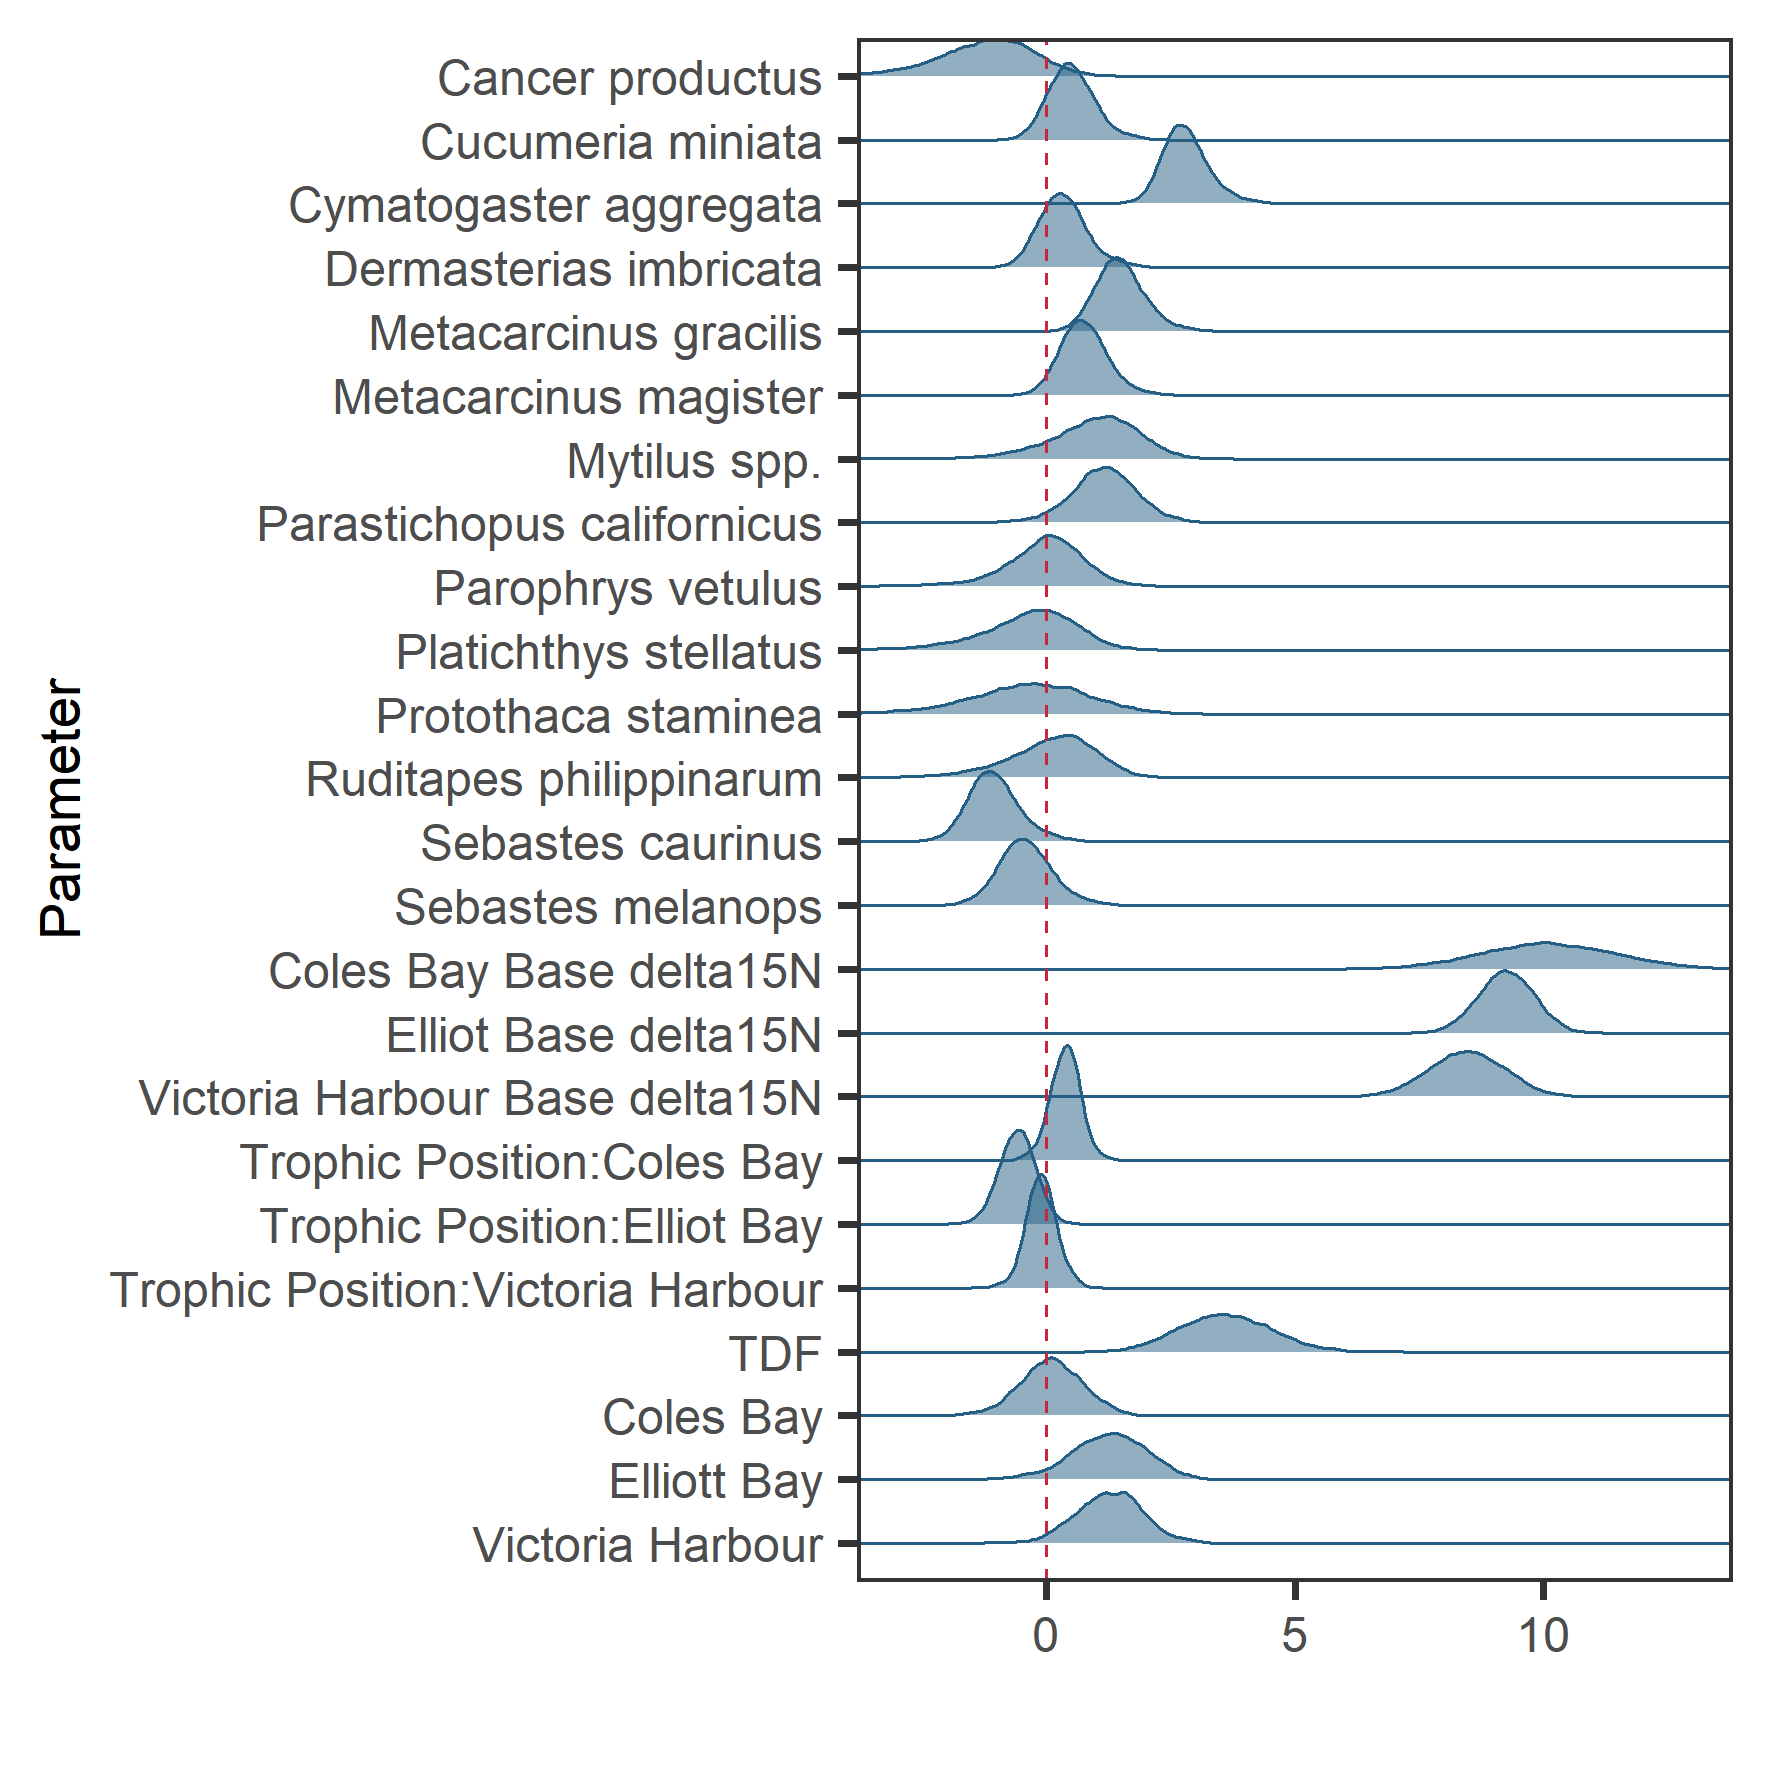 Cancer productus
Cucumeria miniata
Cymatogaster aggregata
Dermasterias imbricata
Metacarcinus gracilis
Metacarcinus magister
Mytilus spp.
Parastichopus californicus
Parophrys vetulus
Platichthys stellatus
Protothaca staminea
Ruditapes philippinarum
Sebastes caurinus
Sebastes melanops
Coles Bay Base delta15N
Elliot Base delta15N
Victoria Harbour Base delta15N
Trophic Position:Coles Bay
Trophic Position:Elliot Bay
Trophic Position:Victoria Harbour
TDF
Coles Bay
Elliott Bay
Victoria Harbour
Parameter
0 5 10